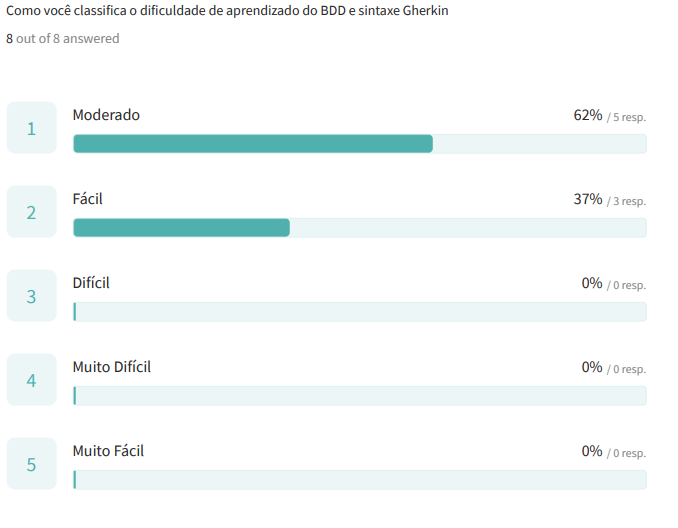 Como você classifica o dificuldade de aprendizado do BDD e sintaxe Gherkin
8 out of 8 answered
1 Moderado 62% / 5 resp.
2 Fácil 37% / 3 resp.
3 Difícil 0% / 0 resp.
4 Muito Difícil 0% / 0 resp.
5 Muito Fácil 0% / 0 resp.